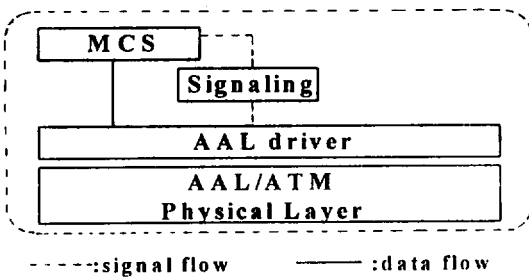 MCS
Signaling
AAL driver
AAL/ATM
Physical Layer
:signal flow :data flow